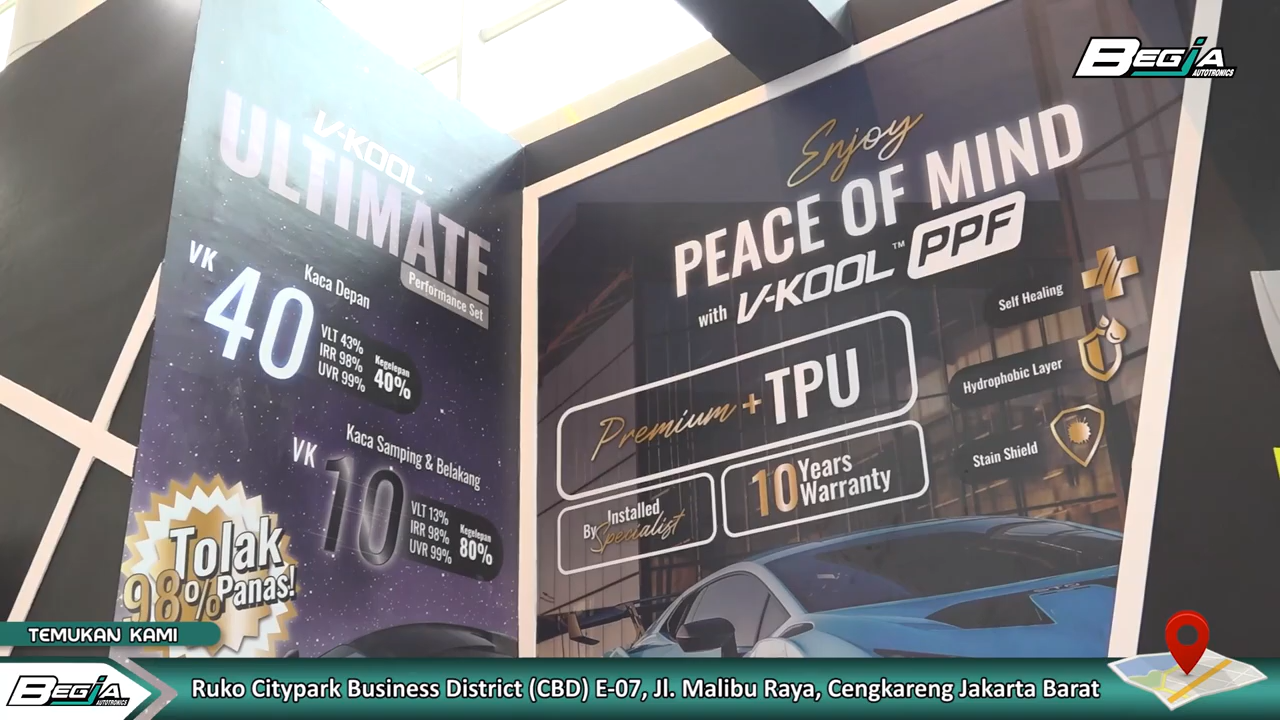 BEGJA
AUTOTRONICS
V-KOOL
ULTIMATE
Performance Set
VK 40
Kaca Depan
VLT 43%
IRR 98%
UVR 99%
Kegelapan
40%
VK 10
Kaca Samping & Belakang
VLT 13%
IRR 98%
UVR 99%
Kegelapan
80%
Tolak
98% Panas!
Enjoy
PEACE OF MIND
with V-KOOL™ PPF
Premium + TPU
By Installed
Specialist
10 Years
Warranty
Self Healing
Hydrophobic Layer
Stain Shield
TEMUKAN KAMI
BEGJA
AUTOTRONICS
Ruko Citypark Business District (CBD) E-07, Jl. Malibu Raya, Cengkareng Jakarta Barat